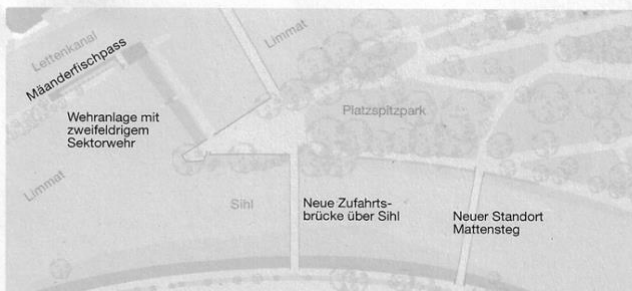 Lettenkanal
Mäanderfischpass
Limmat
Wehranlage mit
zweifeldrigem
Sektorwehr
Platzspitzpark
Limmat
Sihl
Neue Zufahrts-
brücke über Sihl
Neuer Standort
Mattensteg